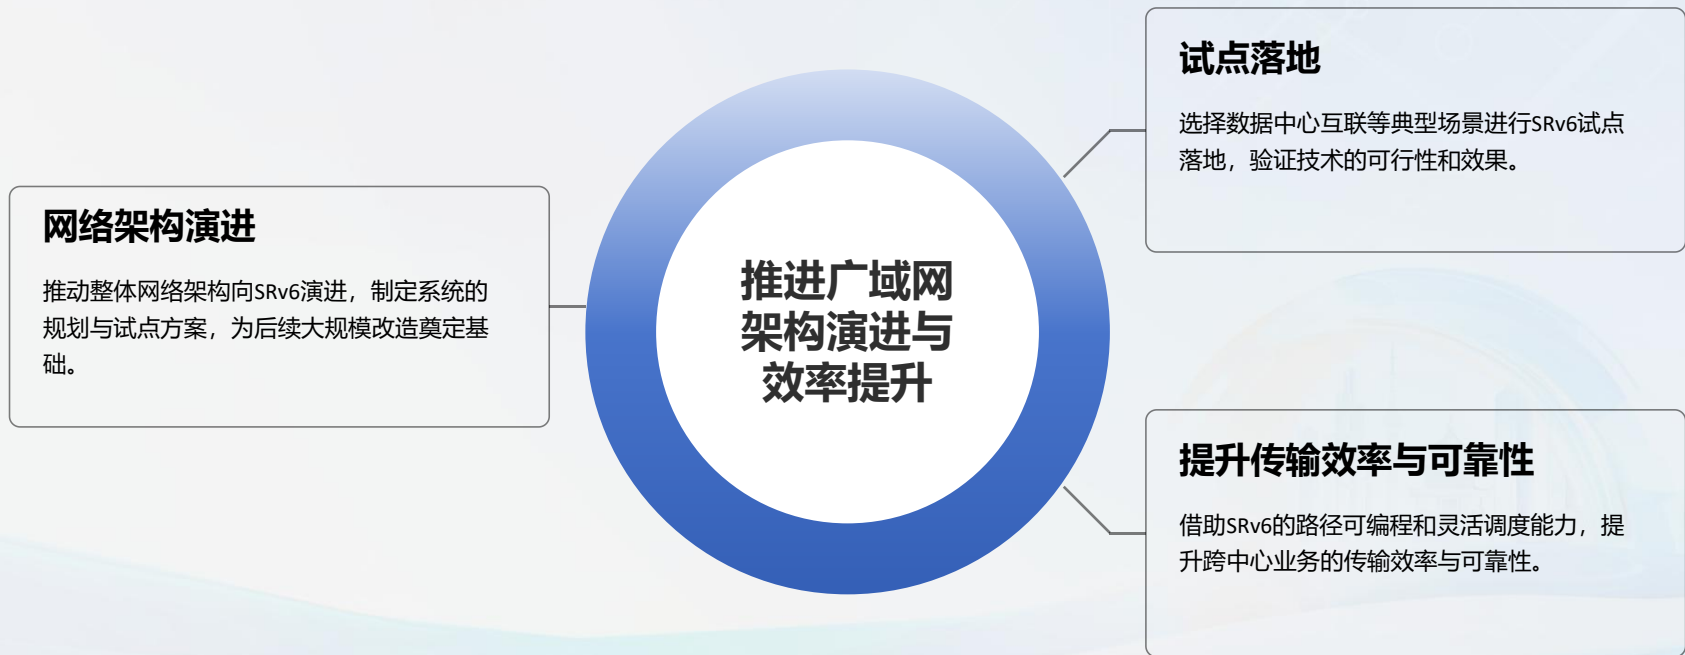 网络架构演进
推动整体网络架构向SRv6演进，制定系统的
规划与试点方案，为后续大规模改造奠定基
础。
推进广域网
架构演进与
效率提升
试点落地
选择数据中心互联等典型场景进行SRv6试点
落地，验证技术的可行性和效果。
提升传输效率与可靠性
借助SRv6的路径可编程和灵活调度能力，提
升跨中心业务的传输效率与可靠性。